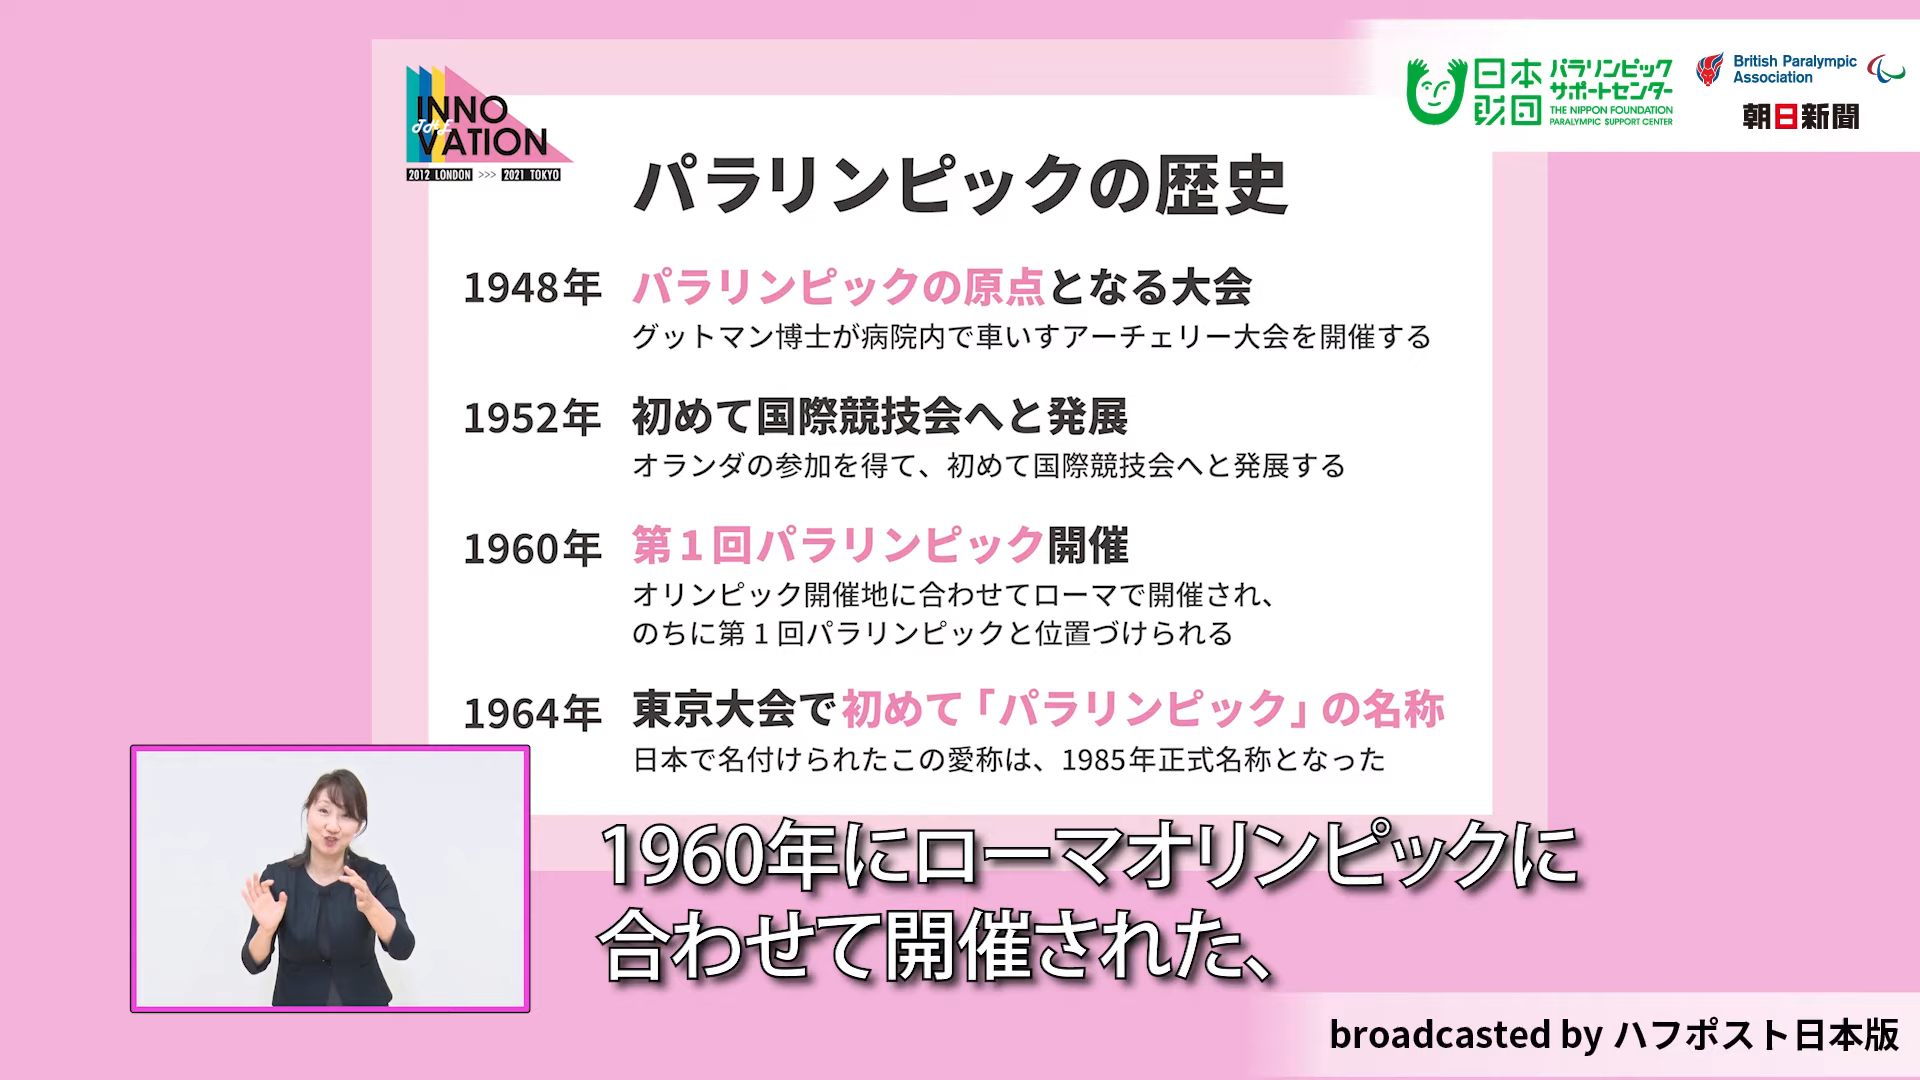 INNO
THE
VATION
2012 LONDON >>> 2021 TOKYO
日本
財団
パラリンピック
サポートセンター
THE NIPPON FOUNDATION
PARALYMPIC SUPPORT CENTER
British Paralympic
Association
朝日新聞
パラリンピックの歴史
1948年 パラリンピックの原点となる大会
グットマン博士が病院内で車いすアーチェリー大会を開催する
1952年 初めて国際競技会へと発展
オランダの参加を得て、初めて国際競技会へと発展する
1960年 第1回パラリンピック開催
オリンピック開催地に合わせてローマで開催され、
のちに第1回パラリンピックと位置づけられる
1964年 東京大会で初めて「パラリンピック」の名称
日本で名付けられたこの愛称は、1985年正式名称となった
1960年にローマオリンピックに
合わせて開催された、
broadcasted by ハフポスト日本版